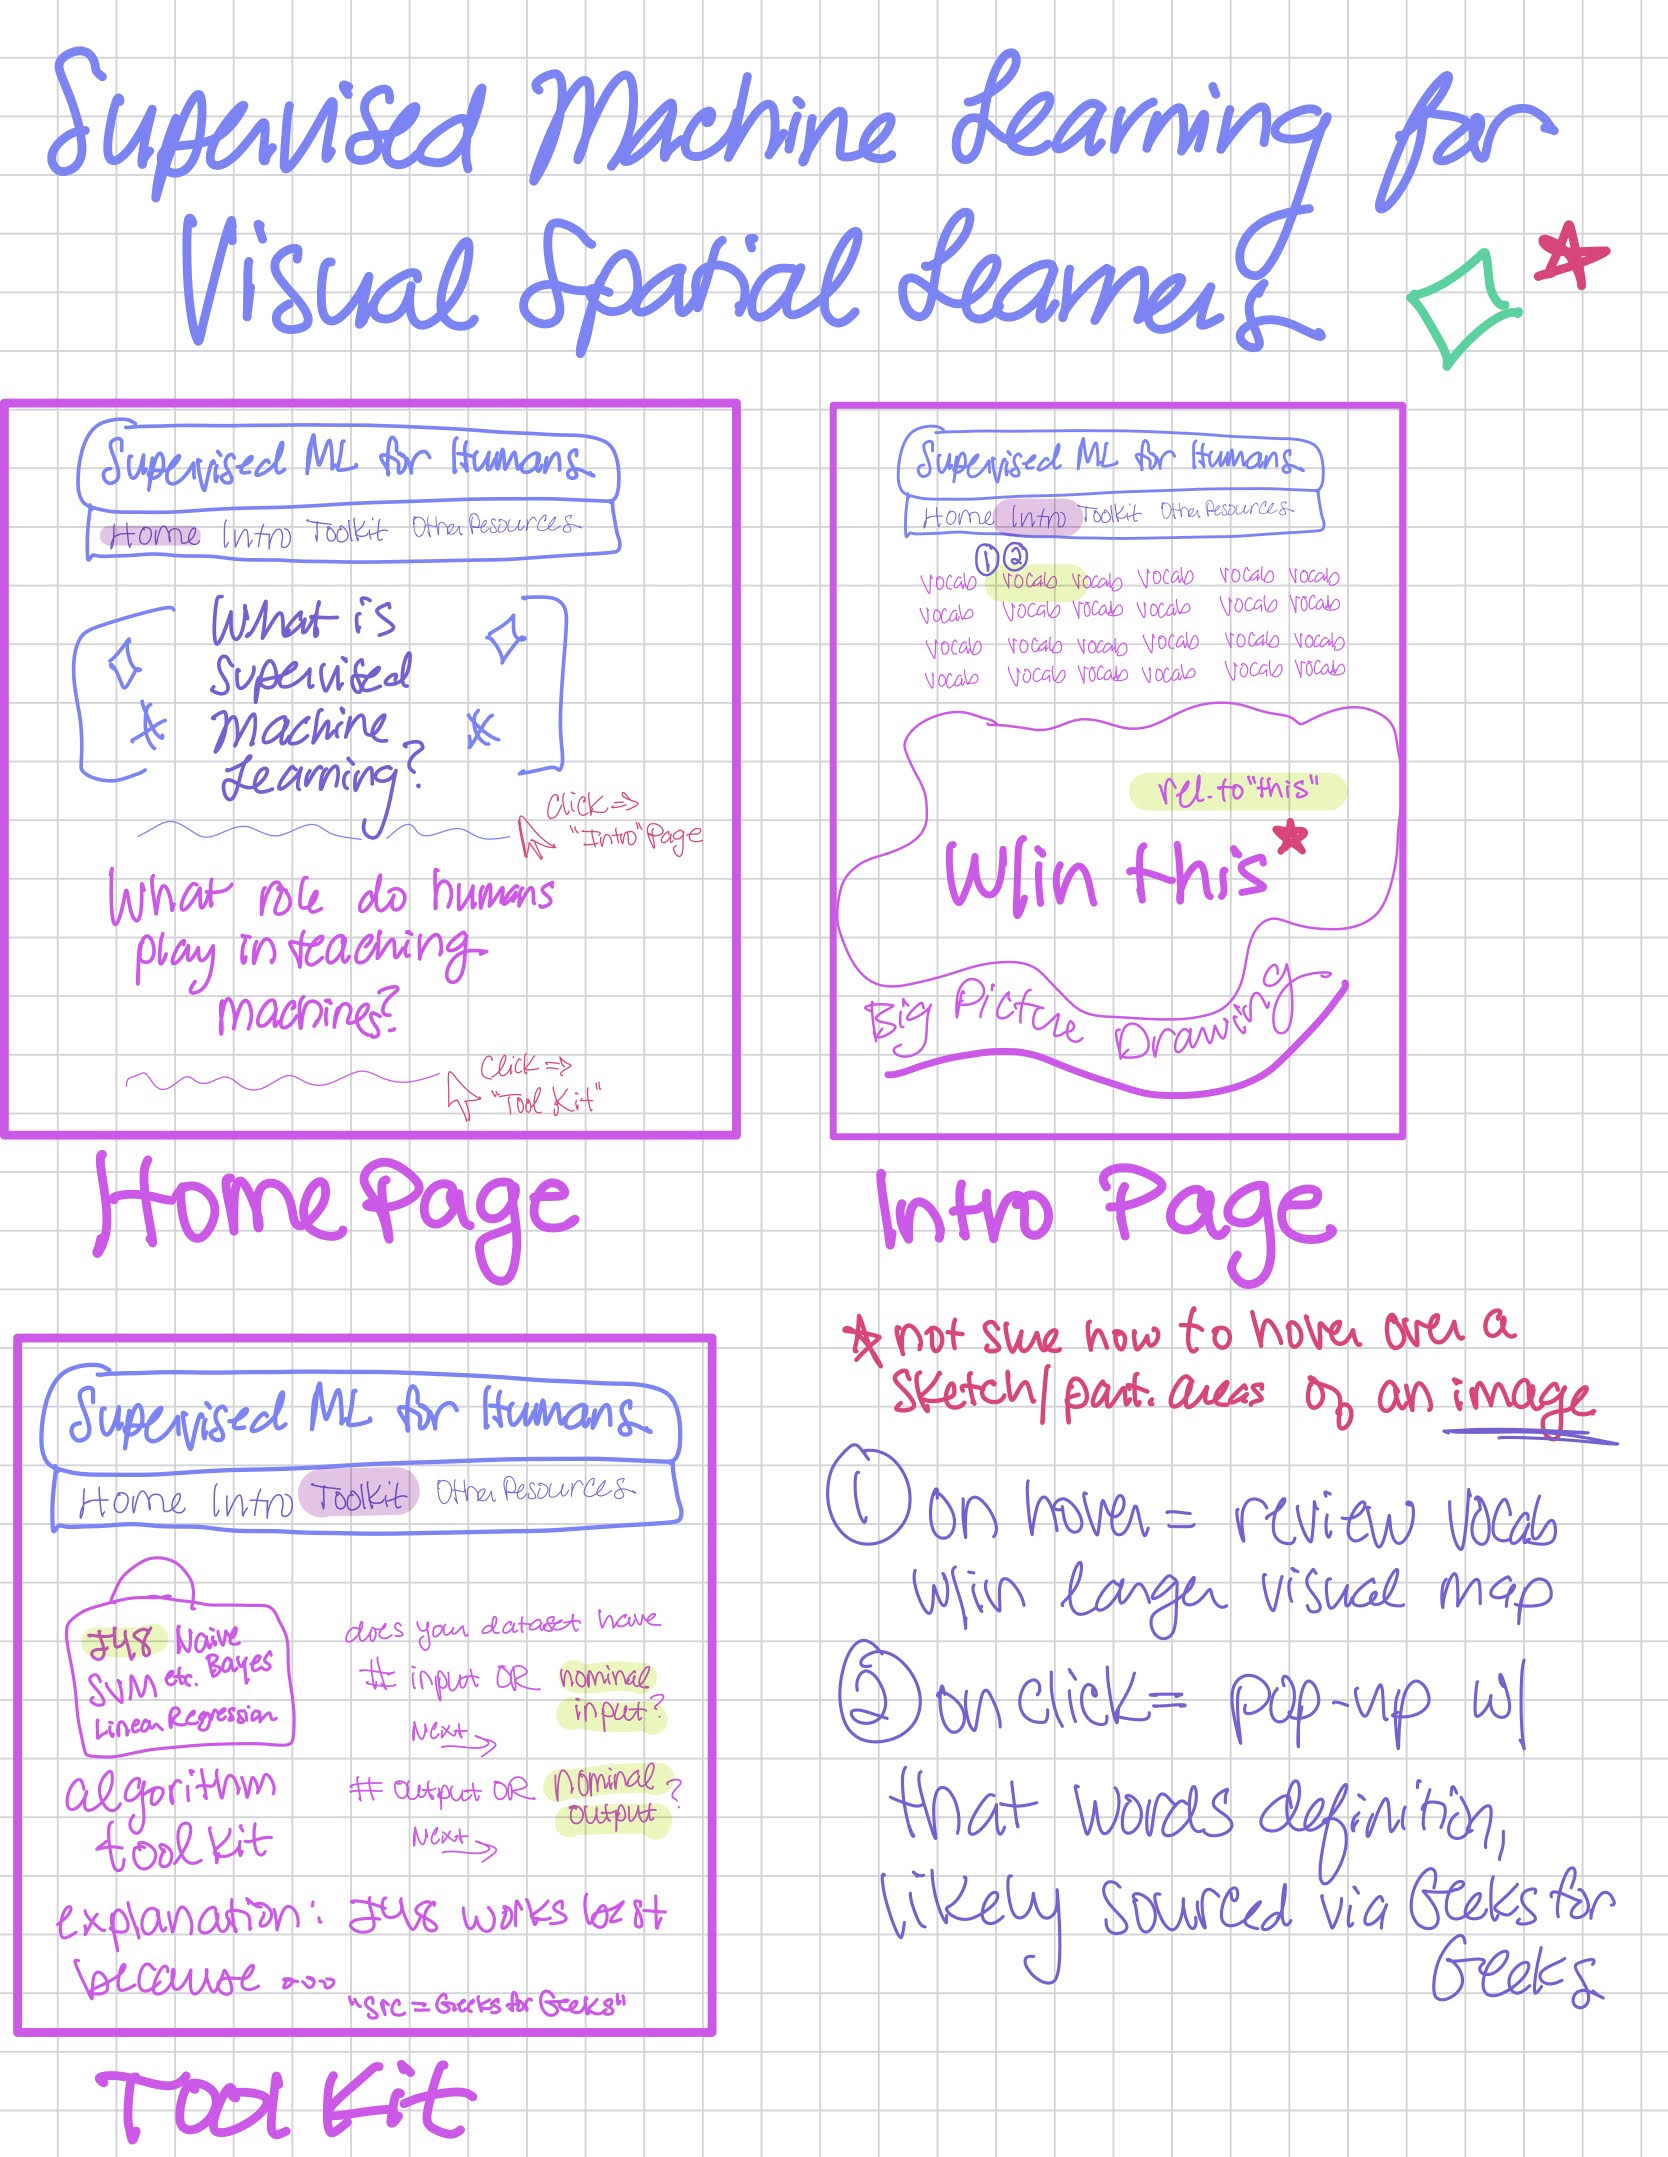 Supervised Machine Learning for
Visual Spatial Learners
Supervised ML for Humans
Home Intro Toolkit Other Resources
What is
Supervised
Machine
Learning?
Click =>
"Intro" Page
What role do humans
play in teaching
machines?
Click =>
"Tool Kit"
Home Page
Supervised ML for Humans
Home Intro Toolkit Other Resources
1 2
vocab vocab vocab vocab vocab vocab
vocab vocab vocab vocab vocab vocab
vocab vocab vocab vocab vocab vocab
vocab vocab vocab vocab vocab vocab
rel. to "this"
w/in this
Big Picture Drawing
Intro Page
Supervised ML for Humans
Home Intro Toolkit Other Resources
J48 Naive
SVM etc. Bayes
Linear Regression
algorithm
toolkit
does your dataset have
# input OR nominal
input?
Next →
# output OR nominal
output?
Next →
explanation: J48 works best
because ...
"src = Geeks for Geeks"
Tool Kit
* not sure how to hover over a
sketch/part. areas of an image
1 on hover = review vocab
w/in larger visual map
2 on click = pop-up w/
that words definition,
likely sourced via Geeks for
Geeks